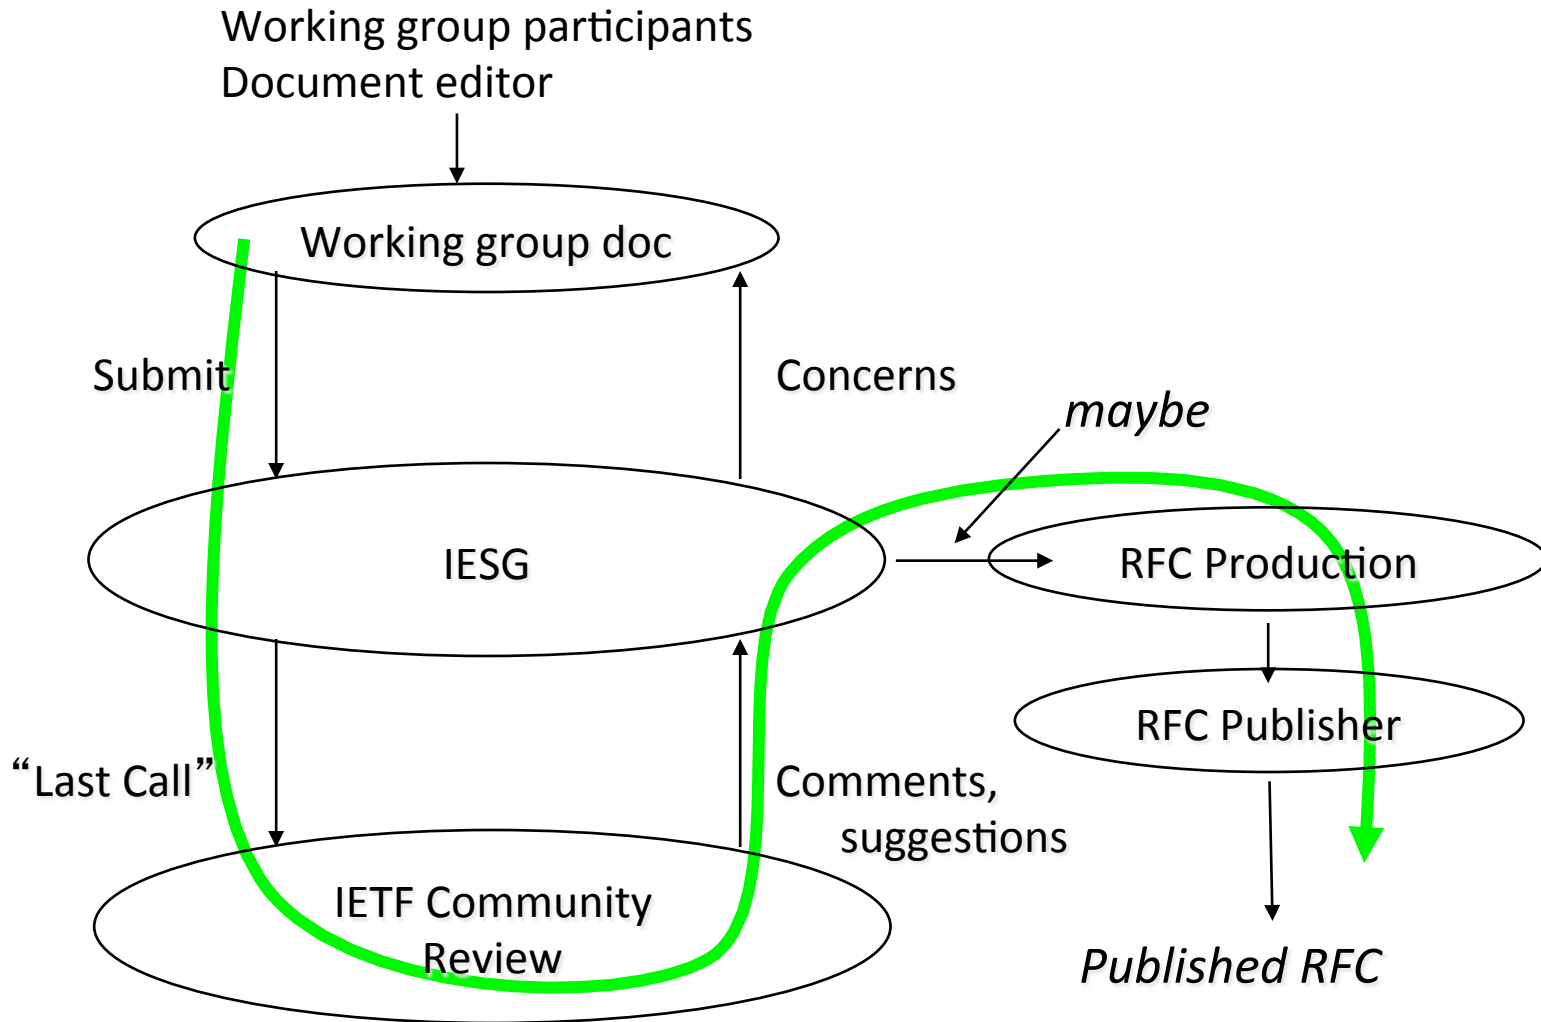 Working group participants
Document editor
Working group doc
Submit
Concerns
maybe
IESG
RFC Production
RFC Publisher
“Last Call”
Comments,
suggestions
IETF Community
Review
Published RFC